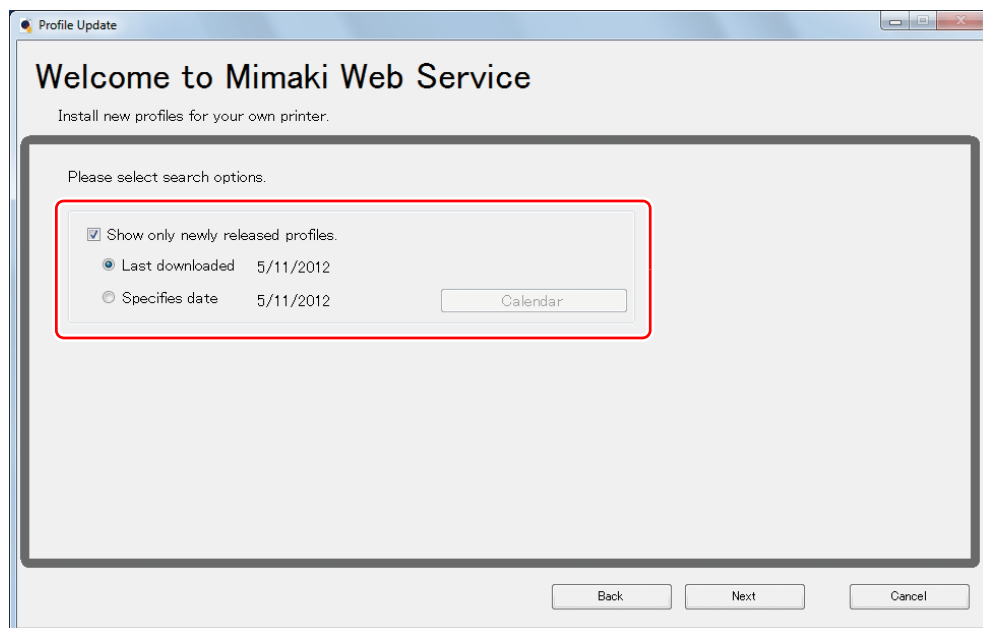 Profile Update
Welcome to Mimaki Web Service
Install new profiles for your own printer.
Please select search options.
Show only newly released profiles.
Last downloaded 5/11/2012
Specifies date 5/11/2012 Calendar
Back Next Cancel